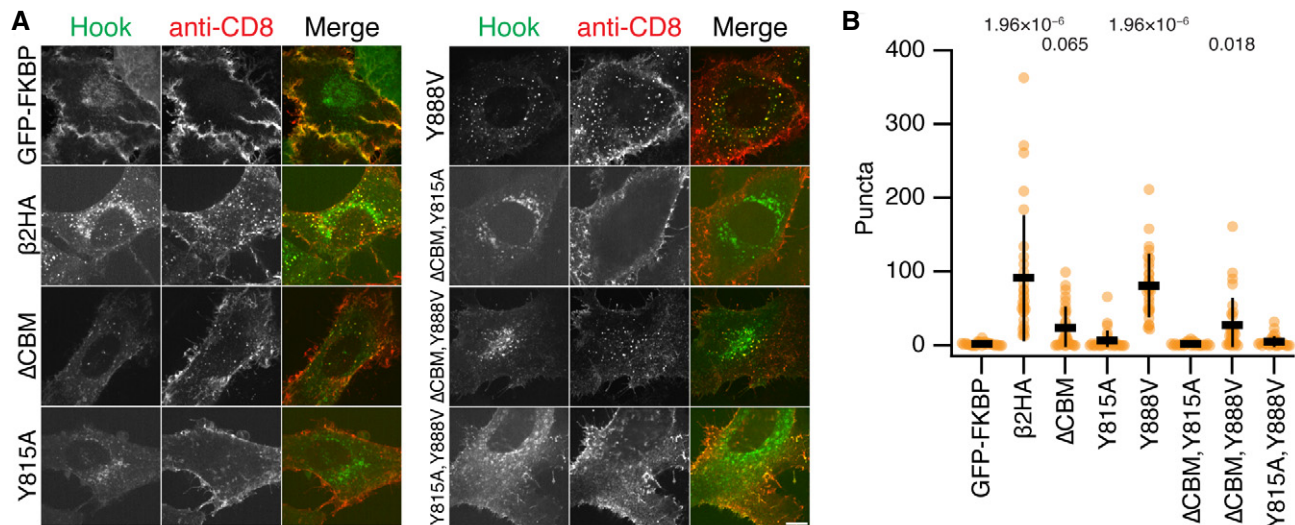 A
Hook anti-CD8 Merge
GFP-FKBP
β2HA
ΔCBM
Y815A
Hook anti-CD8 Merge
Y888V
ΔCBM, Y815A
ΔCBM, Y888V
Y815A, Y888V
B
1.96×10⁻⁶ 1.96×10⁻⁶
0.065 0.018
Puncta
400
300
200
100
0
GFP-FKBP
β2HA
ΔCBM
Y815A
Y888V
ΔCBM, Y815A
ΔCBM, Y888V
Y815A, Y888V